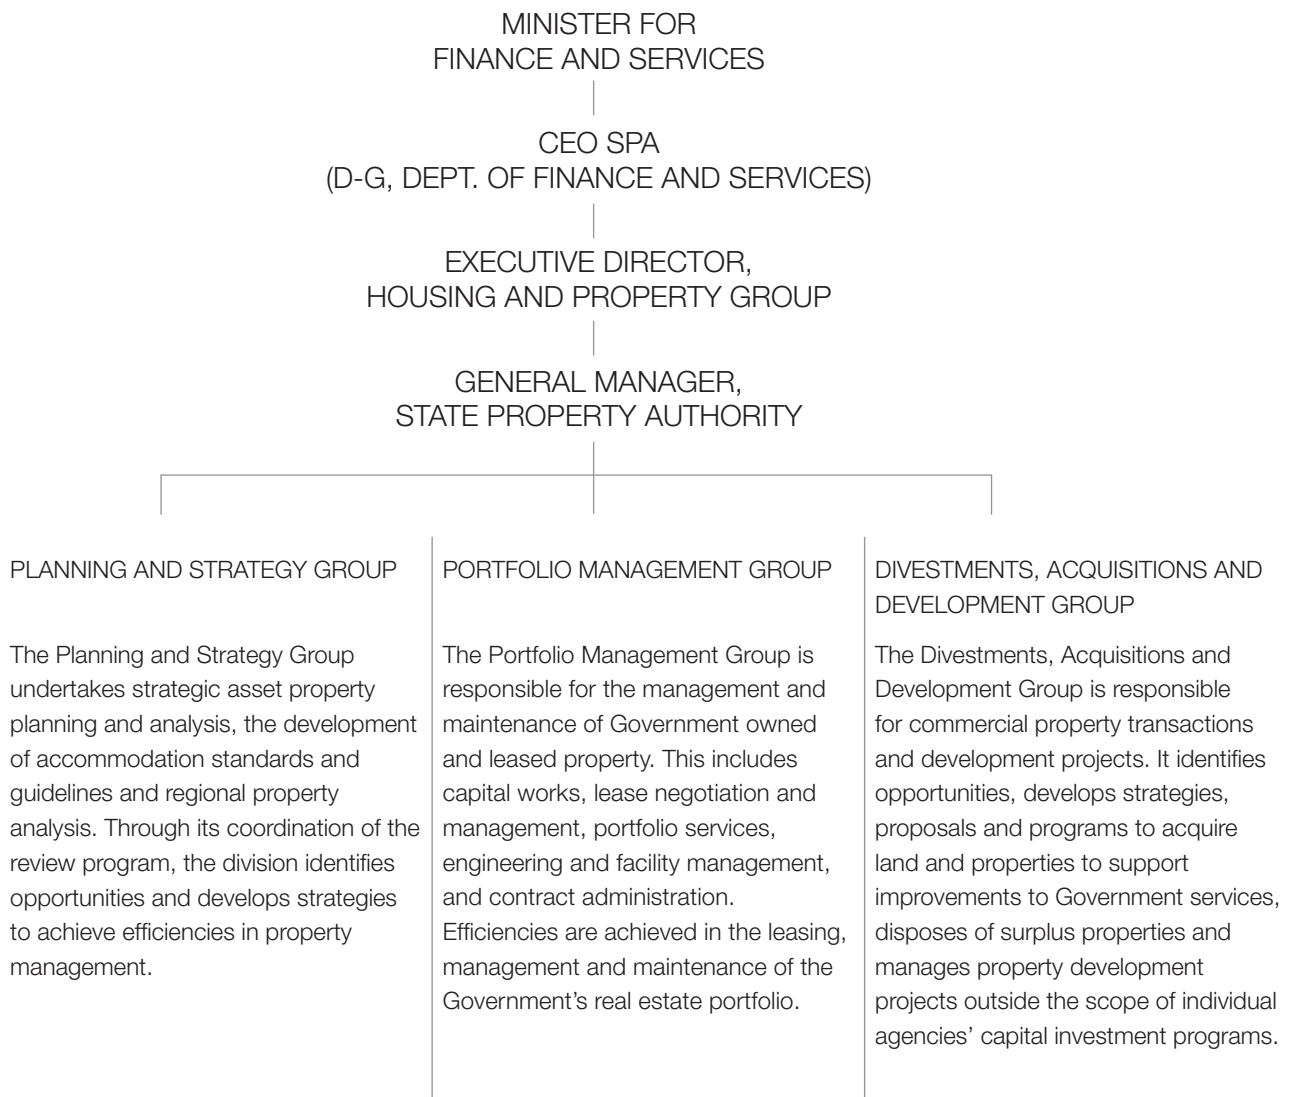 MINISTER FOR
FINANCE AND SERVICES
CEO SPA
(D-G, DEPT. OF FINANCE AND SERVICES)
EXECUTIVE DIRECTOR,
HOUSING AND PROPERTY GROUP
GENERAL MANAGER,
STATE PROPERTY AUTHORITY
PLANNING AND STRATEGY GROUP
The Planning and Strategy Group
undertakes strategic asset property
planning and analysis, the development
of accommodation standards and
guidelines and regional property
analysis. Through its coordination of the
review program, the division identifies
opportunities and develops strategies
to achieve efficiencies in property
management.
PORTFOLIO MANAGEMENT GROUP
The Portfolio Management Group is
responsible for the management and
maintenance of Government owned
and leased property. This includes
capital works, lease negotiation and
management, portfolio services,
engineering and facility management,
and contract administration.
Efficiencies are achieved in the leasing,
management and maintenance of the
Government’s real estate portfolio.
DIVESTMENTS, ACQUISITIONS AND
DEVELOPMENT GROUP
The Divestments, Acquisitions and
Development Group is responsible
for commercial property transactions
and development projects. It identifies
opportunities, develops strategies,
proposals and programs to acquire
land and properties to support
improvements to Government services,
disposes of surplus properties and
manages property development
projects outside the scope of individual
agencies’ capital investment programs.